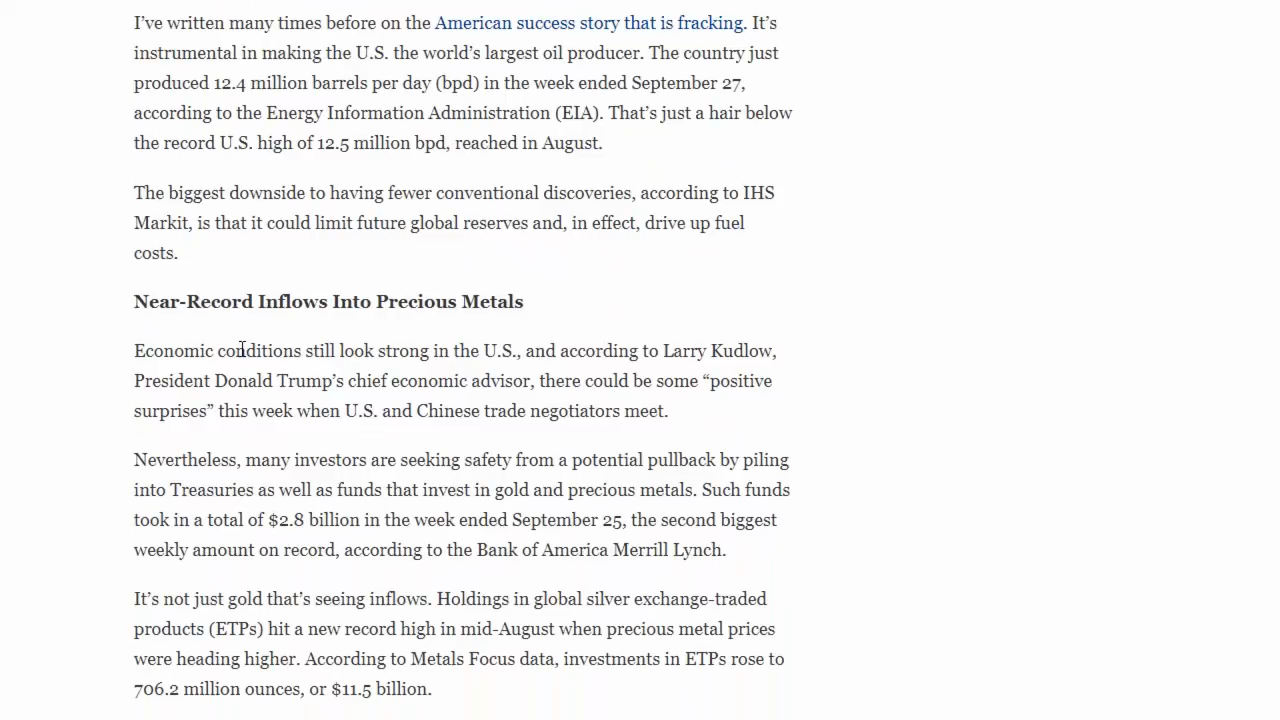 I’ve written many times before on the American success story that is fracking. It’s
instrumental in making the U.S. the world’s largest oil producer. The country just
produced 12.4 million barrels per day (bpd) in the week ended September 27,
according to the Energy Information Administration (EIA). That’s just a hair below
the record U.S. high of 12.5 million bpd, reached in August.
The biggest downside to having fewer conventional discoveries, according to IHS
Markit, is that it could limit future global reserves and, in effect, drive up fuel
costs.
Near-Record Inflows Into Precious Metals
Economic conditions still look strong in the U.S., and according to Larry Kudlow,
President Donald Trump’s chief economic advisor, there could be some “positive
surprises” this week when U.S. and Chinese trade negotiators meet.
Nevertheless, many investors are seeking safety from a potential pullback by piling
into Treasuries as well as funds that invest in gold and precious metals. Such funds
took in a total of $2.8 billion in the week ended September 25, the second biggest
weekly amount on record, according to the Bank of America Merrill Lynch.
It’s not just gold that’s seeing inflows. Holdings in global silver exchange-traded
products (ETPs) hit a new record high in mid-August when precious metal prices
were heading higher. According to Metals Focus data, investments in ETPs rose to
706.2 million ounces, or $11.5 billion.